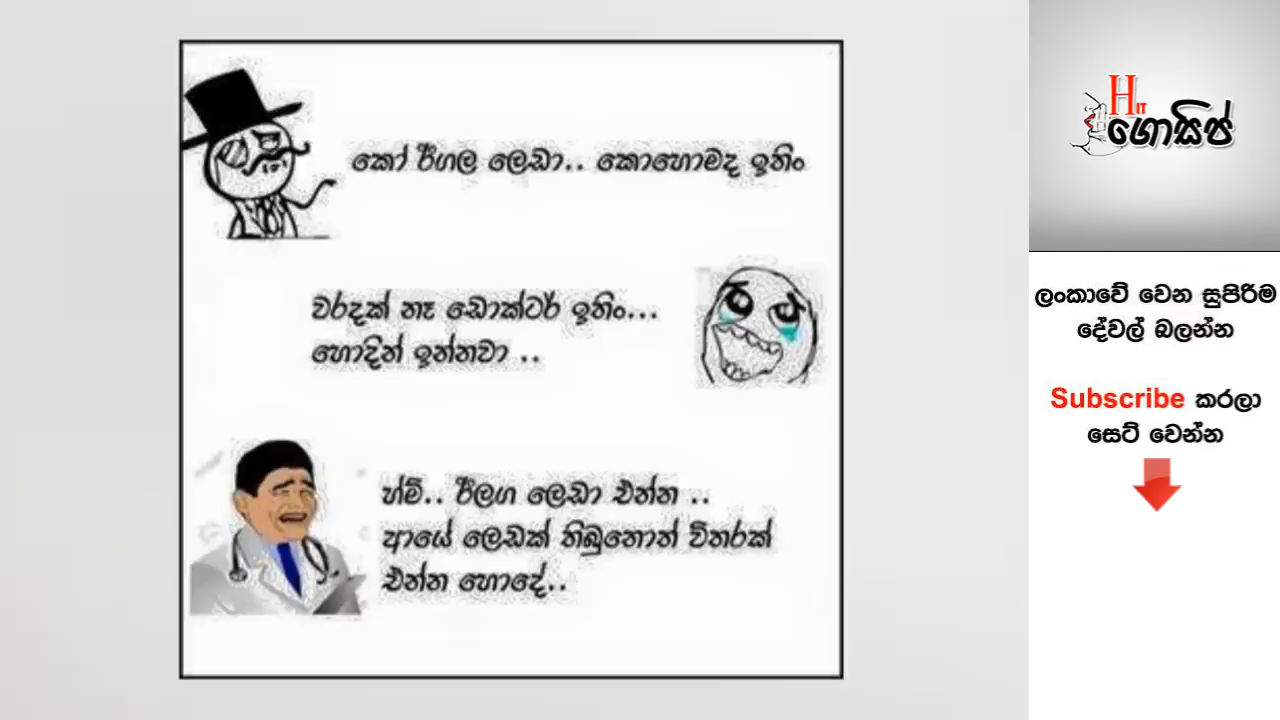 කෝ ඊගල ලෙඩා.. කොහොමද ඉතිං
වරදක් නෑ ඩොක්ටර් ඉතිං...
හොදින් ඉන්නවා ..
හ්ම්.. ඊලග ලෙඩා එන්න ..
ආයේ ලෙඩක් තිබුනොත් විතරක්
එන්න හොදේ..
HIT
ගොසිප්
ලංකාවේ වෙන සුපිරිම
දේවල් බලන්න
Subscribe කරලා
සෙට් වෙන්න